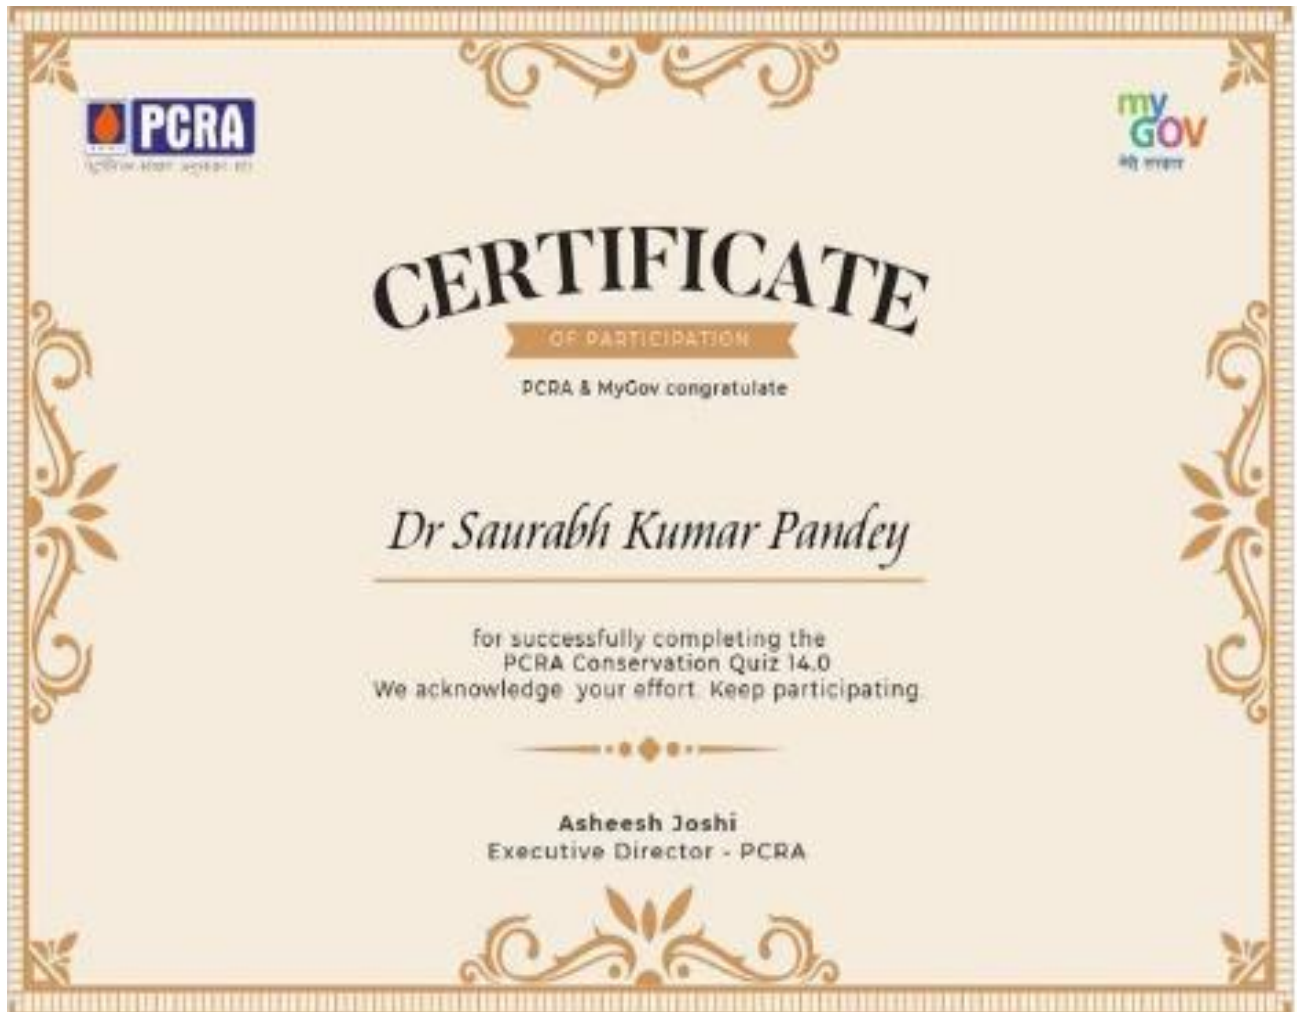 PCRA
my
GOV
मेरी सरकार
CERTIFICATE
OF PARTICIPATION
PCRA & MyGov congratulate
Dr Saurabh Kumar Pandey
for successfully completing the
PCRA Conservation Quiz 14.0
We acknowledge your effort. Keep participating.
Asheesh Joshi
Executive Director - PCRA